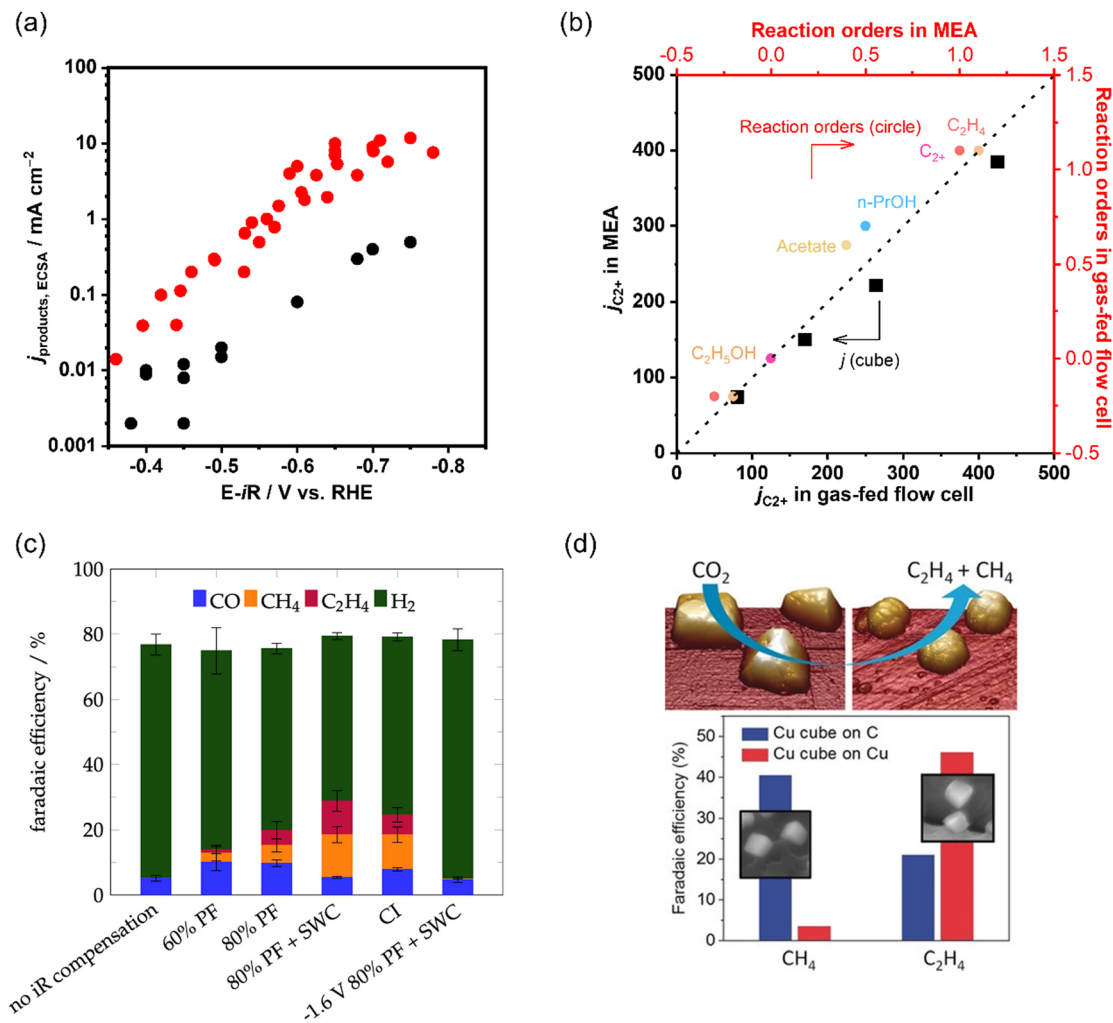 (a)
100
10
1
0.1
0.01
0.001
j products, ECSA / mA cm⁻²
-0.4 -0.5 -0.6 -0.7 -0.8
E-iR / V vs. RHE
(b)
Reaction orders in MEA
-0.5 0.0 0.5 1.0 1.5
500
400
300
200
100
0
jC2+ in MEA
Reaction orders (circle)
C₂H₄
C₂₊
n-PrOH
Acetate
C₂H₅OH
j (cube)
1.5
1.0
0.5
0.0
-0.5
Reaction orders in gas-fed flow cell
0 100 200 300 400 500
jC2+ in gas-fed flow cell
(c)
100
80
60
40
20
0
faradaic efficiency / %
CO CH₄ C₂H₄ H₂
no iR compensation
60% PF
80% PF
80% PF + SWC
CI
-1.6 V 80% PF + SWC
(d)
CO₂
C₂H₄ + CH₄
50
40
30
20
10
0
Faradaic efficiency (%)
Cu cube on C
Cu cube on Cu
CH₄ C₂H₄